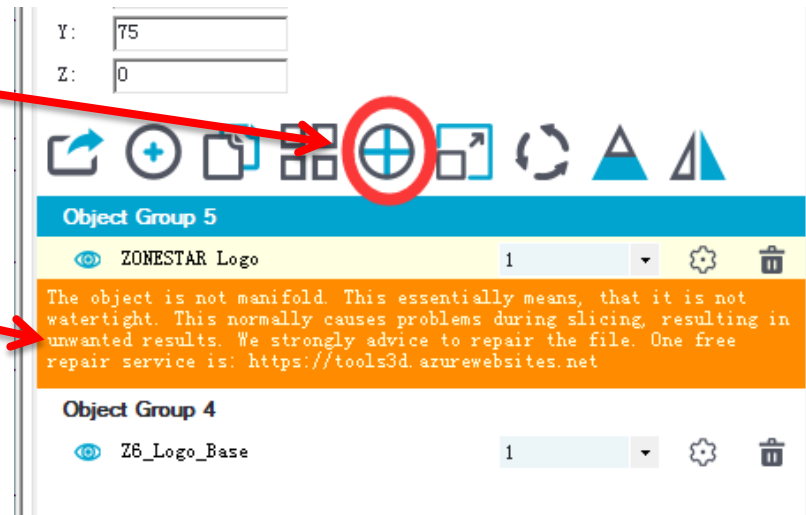 Y: 75
Z: 0
Object Group 5
ZONESTAR Logo 1
The object is not manifold. This essentially means, that it is not
watertight. This normally causes problems during slicing, resulting in
unwanted results. We strongly advice to repair the file. One free
repair service is: https://tools3d.azurewebsites.net
Object Group 4
Z6_Logo_Base 1